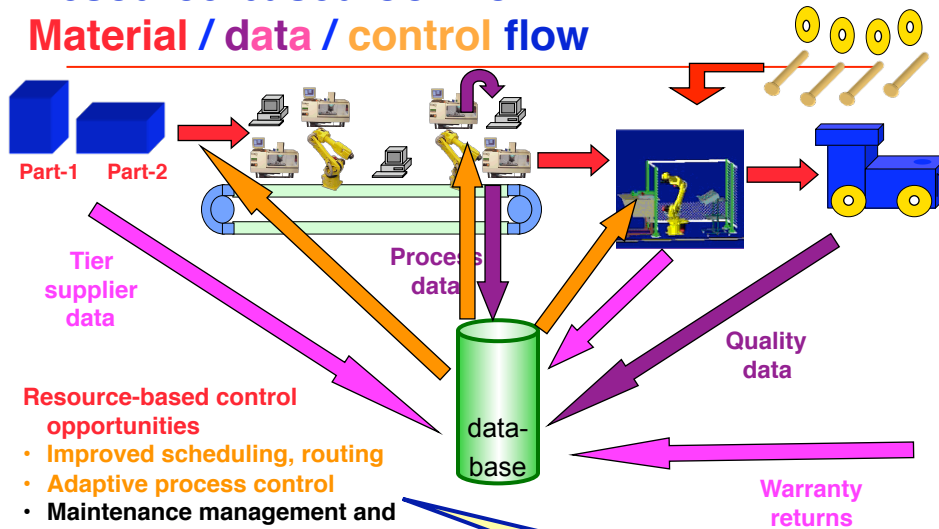 Material / data / control flow
Part-1 Part-2
Tier
supplier
data
Process
data
Quality
data
data-
base
Warranty
returns
Resource-based control
opportunities
• Improved scheduling, routing
• Adaptive process control
• Maintenance management and